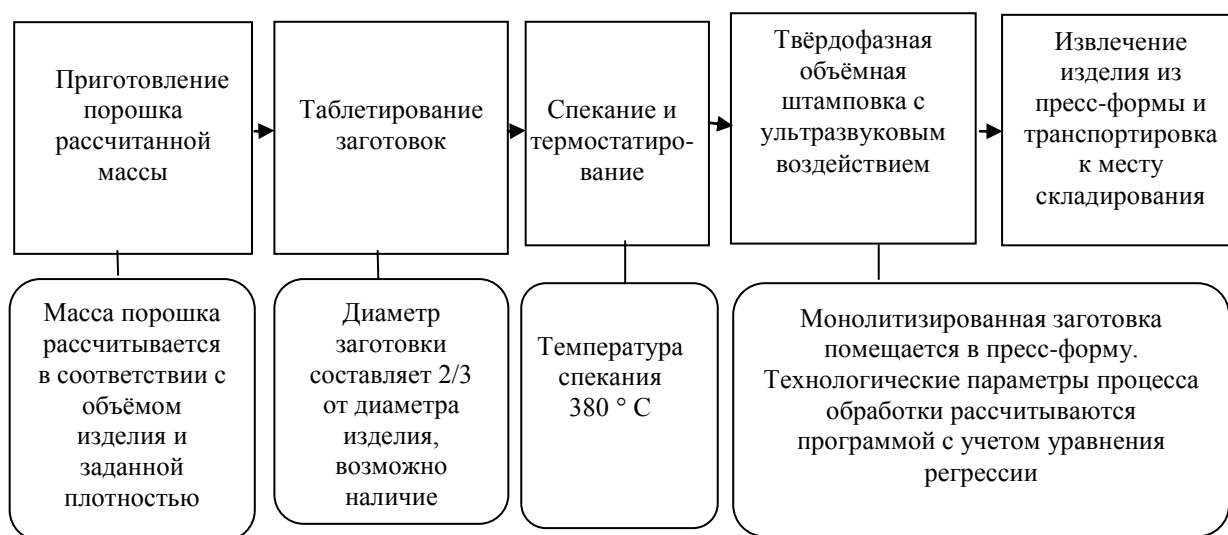 Приготовление
порошка
рассчитанной
массы
Таблетирование
заготовок
Спекание и
термостатиро-
вание
Твёрдофазная
объёмная
штамповка с
ультразвуковым
воздействием
Извлечение
изделия из
пресс-формы и
транспортировка
к месту
складирования
Масса порошка
рассчитывается
в соответствии с
объёмом
изделия и
заданной
плотностью
Диаметр
заготовки
составляет 2/3
от диаметра
изделия,
возможно
наличие
Температура
спекания
380 ° С
Монолитизированная заготовка
помещается в пресс-форму.
Технологические параметры процесса
обработки рассчитываются
программой с учетом уравнения
регрессии